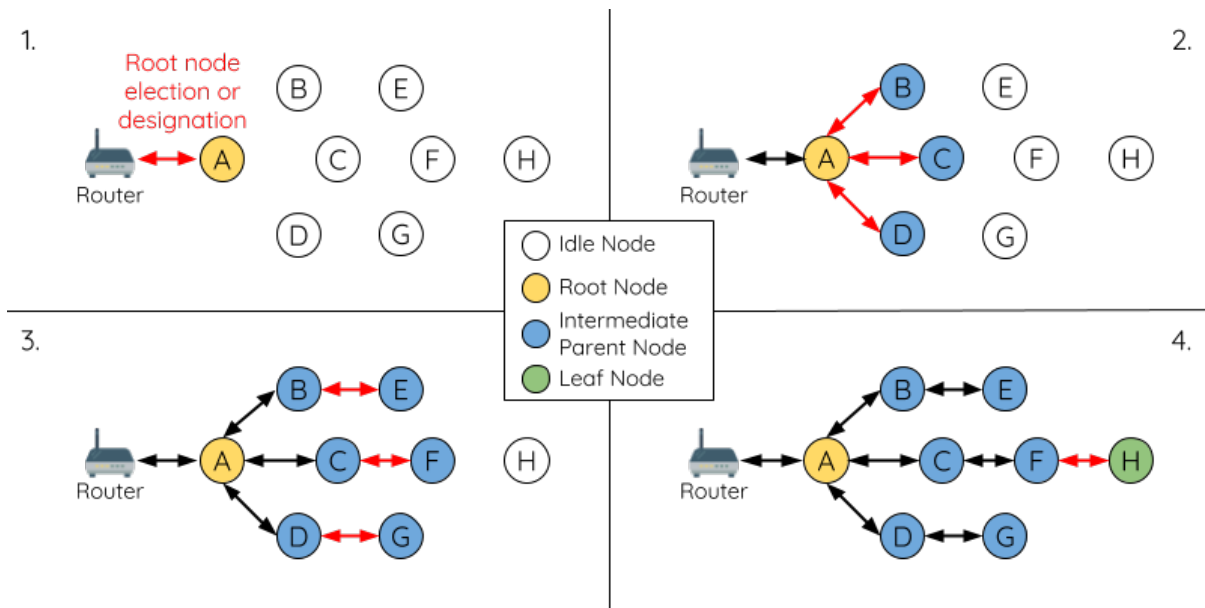 1.
Root node
election or
designation
Router
A
B
E
C
F
H
D
G
2.
B
E
A
C
F
H
Router
D
G
Idle Node
Root Node
Intermediate
Parent Node
Leaf Node
3.
B
E
A
C
F
H
Router
D
G
4.
B
E
A
C
F
H
Router
D
G